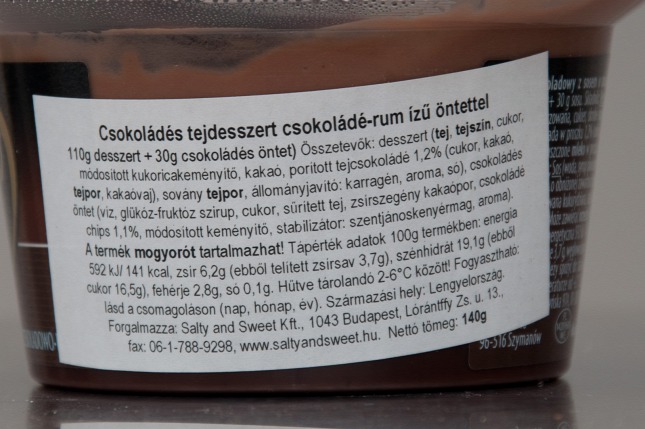 Csokoládés tejdesszert csokoládé-rum ízű öntettel
110g desszert + 30g csokoládés öntet) Összetevők: desszert (tej, tejszín, cukor,
módosított kukoricakeményítő, kakaó, porított tejcsokoládé 1,2% (cukor, kakaó,
tejpor, kakaóvaj), sovány tejpor, állományjavító: karragén, aroma, só), csokoládés
öntet (víz, glükóz-fruktóz szirup, cukor, sűrített tej, zsírszegény kakaópor, csokoládé
chips 1,1%, módosított keményítő, stabilizátor: szentjánoskenyérmag, aroma).
A termék mogyorót tartalmazhat! Tápérték adatok 100g termékben: energia
592 kJ/ 141 kcal, zsír 6,2g (ebből telített zsírsav 3,7g), szénhidrát 19,1g (ebből
cukor 16,5g), fehérje 2,8g, só 0,1g. Hűtve tárolandó 2-6°C között! Fogyasztható:
lásd a csomagoláson (nap, hónap, év). Származási hely: Lengyelország.
Forgalmazza: Salty and Sweet Kft., 1043 Budapest, Lórántffy Zs. u. 13.,
fax: 06-1-788-9298, www.saltyandsweet.hu. Nettó tömeg: 140g
96-516 Szymanów